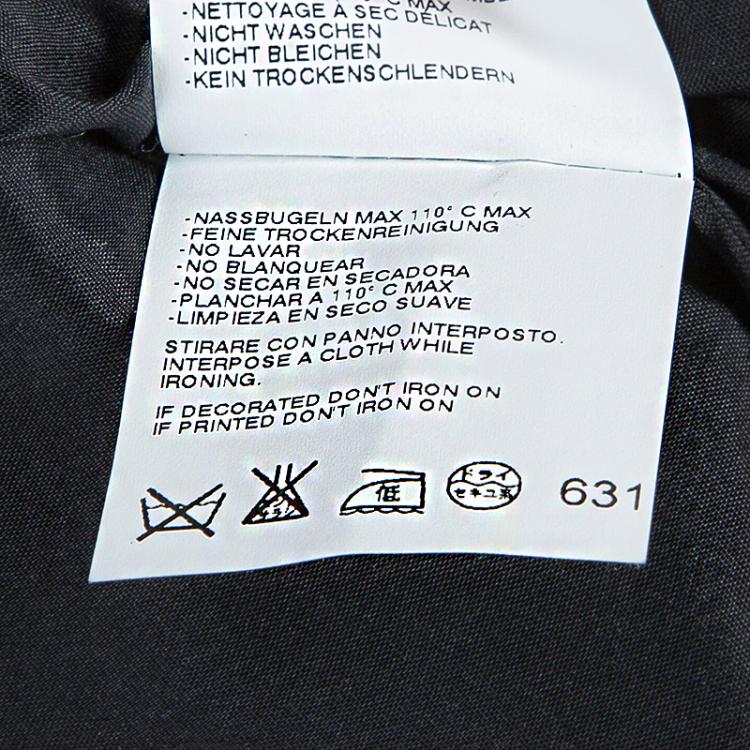 ° C MAX
-NETTOYAGE À SEC DÉLICAT
-NICHT WASCHEN
-NICHT BLEICHEN
-KEIN TROCKENSCHLENDERN
-NASSBUGELN MAX 110° C MAX
-FEINE TROCKENREINIGUNG
-NO LAVAR
-NO BLANQUEAR
-NO SECAR EN SECADORA
-PLANCHAR A 110° C MAX
-LIMPIEZA EN SECO SUAVE
STIRARE CON PANNO INTERPOSTO.
INTERPOSE A CLOTH WHILE
IRONING.
IF DECORATED DON'T IRON ON
IF PRINTED DON'T IRON ON
低
ドライ
セキユ系
631